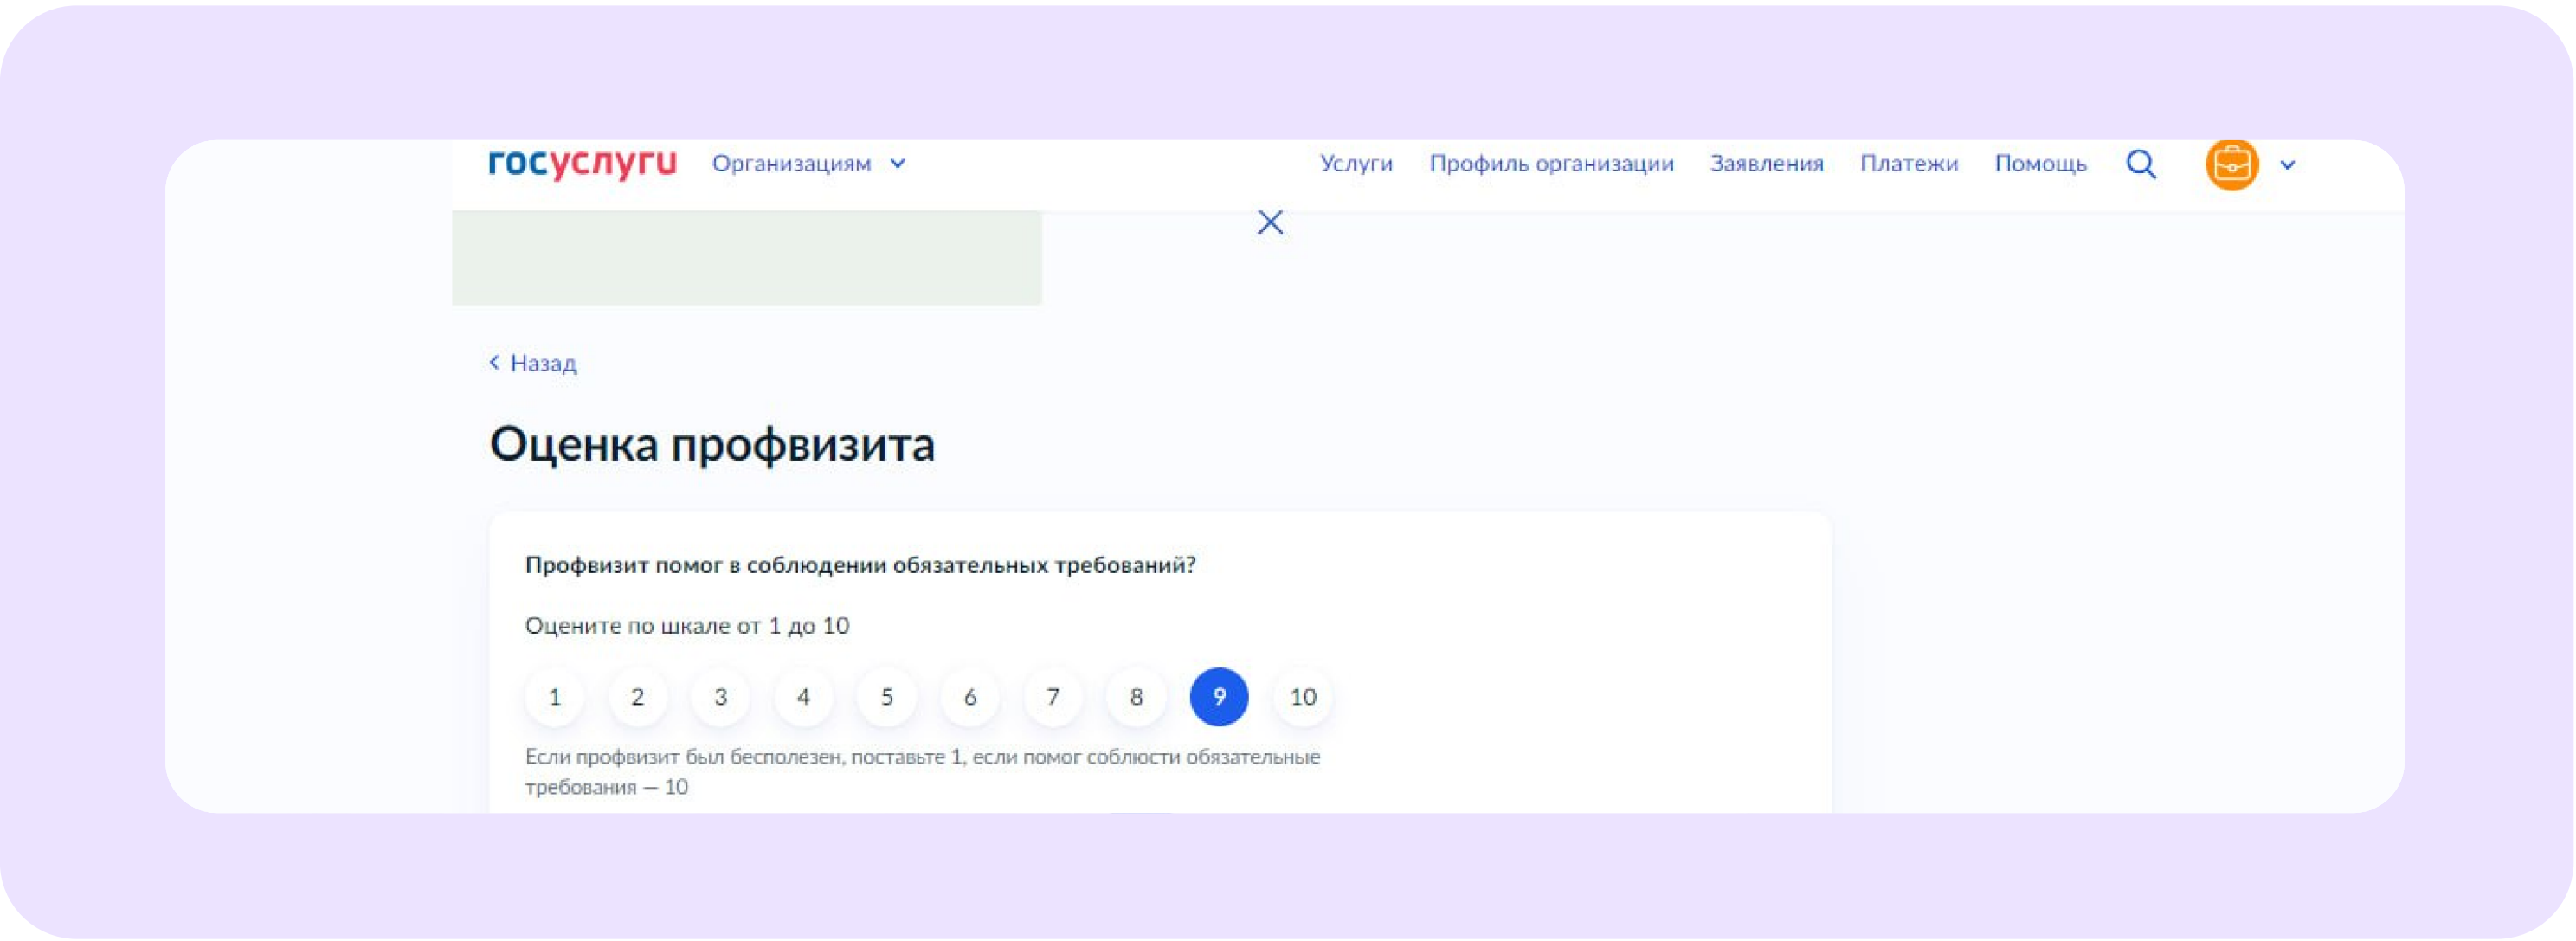 госуслуги Организациям Услуги Профиль организации Заявления Платежи Помощь
Назад
Оценка профвизита
Профвизит помог в соблюдении обязательных требований?
Оцените по шкале от 1 до 10
1 2 3 4 5 6 7 8 9 10
Если профвизит был бесполезен, поставьте 1, если помог соблюсти обязательные
требования — 10